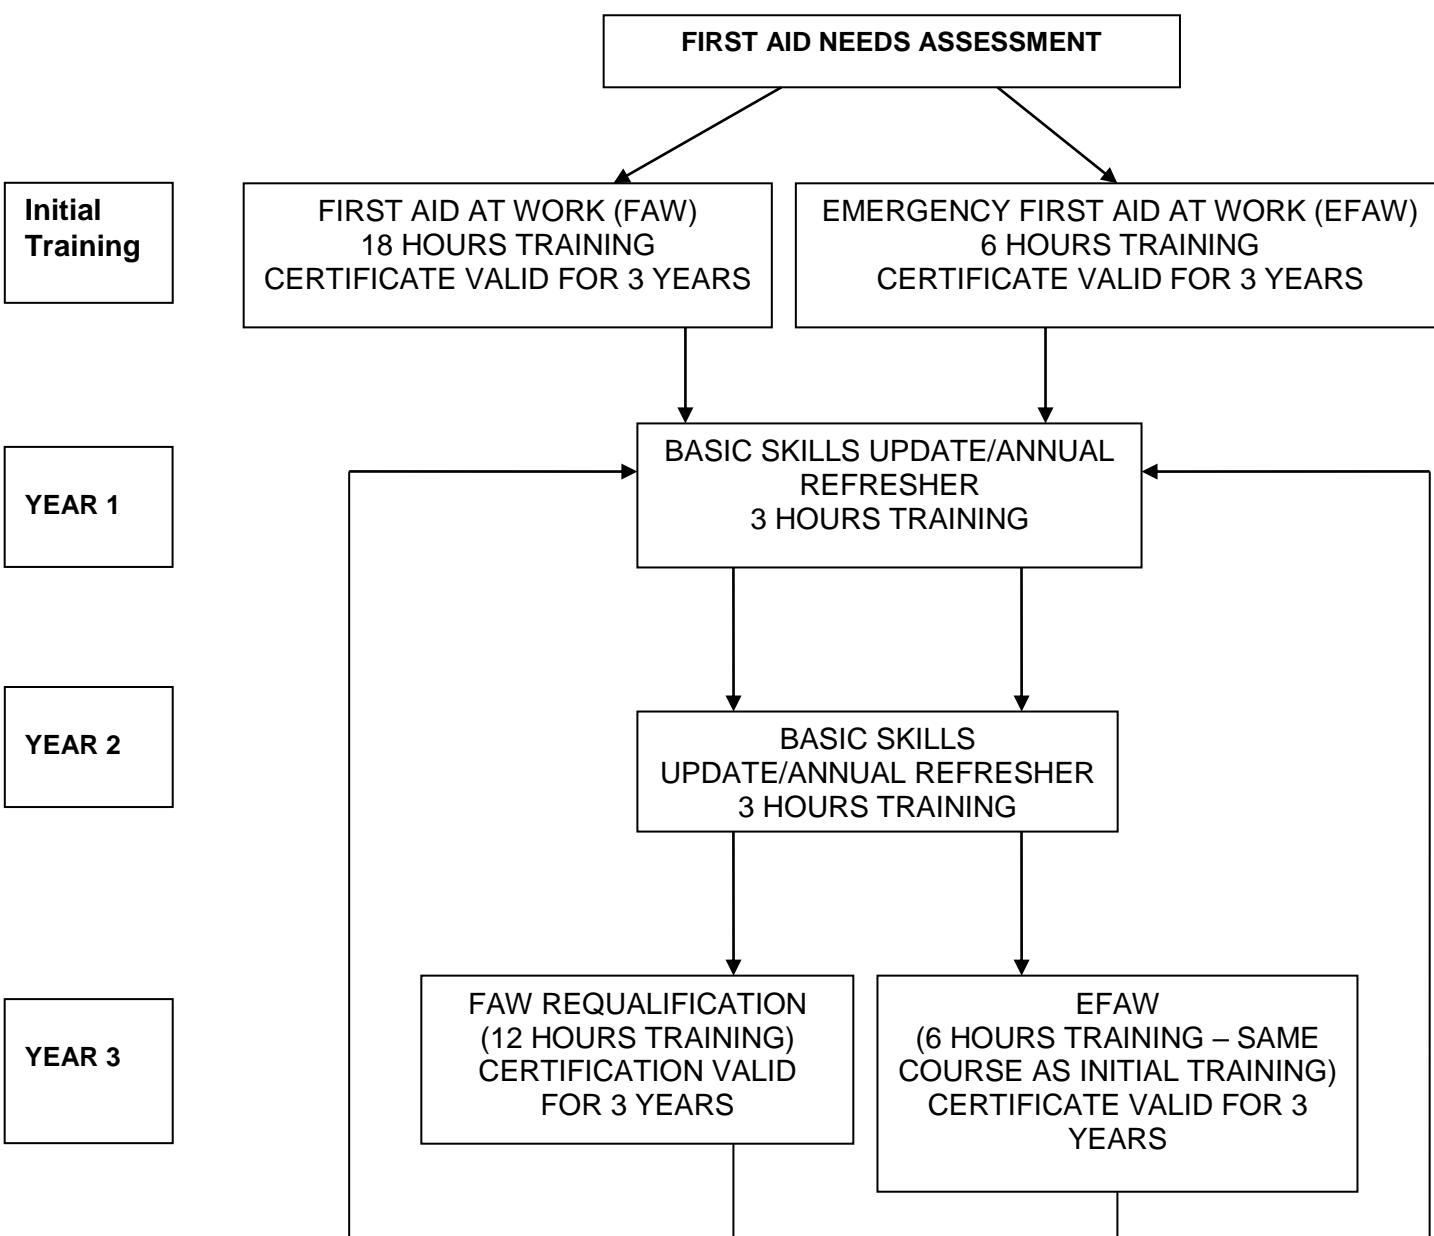 FIRST AID NEEDS ASSESSMENT
Initial
Training
FIRST AID AT WORK (FAW)
18 HOURS TRAINING
CERTIFICATE VALID FOR 3 YEARS
EMERGENCY FIRST AID AT WORK (EFAW)
6 HOURS TRAINING
CERTIFICATE VALID FOR 3 YEARS
YEAR 1
BASIC SKILLS UPDATE/ANNUAL
REFRESHER
3 HOURS TRAINING
YEAR 2
BASIC SKILLS
UPDATE/ANNUAL REFRESHER
3 HOURS TRAINING
YEAR 3
FAW REQUALIFICATION
(12 HOURS TRAINING)
CERTIFICATION VALID
FOR 3 YEARS
EFAW
(6 HOURS TRAINING – SAME
COURSE AS INITIAL TRAINING)
CERTIFICATE VALID FOR 3
YEARS